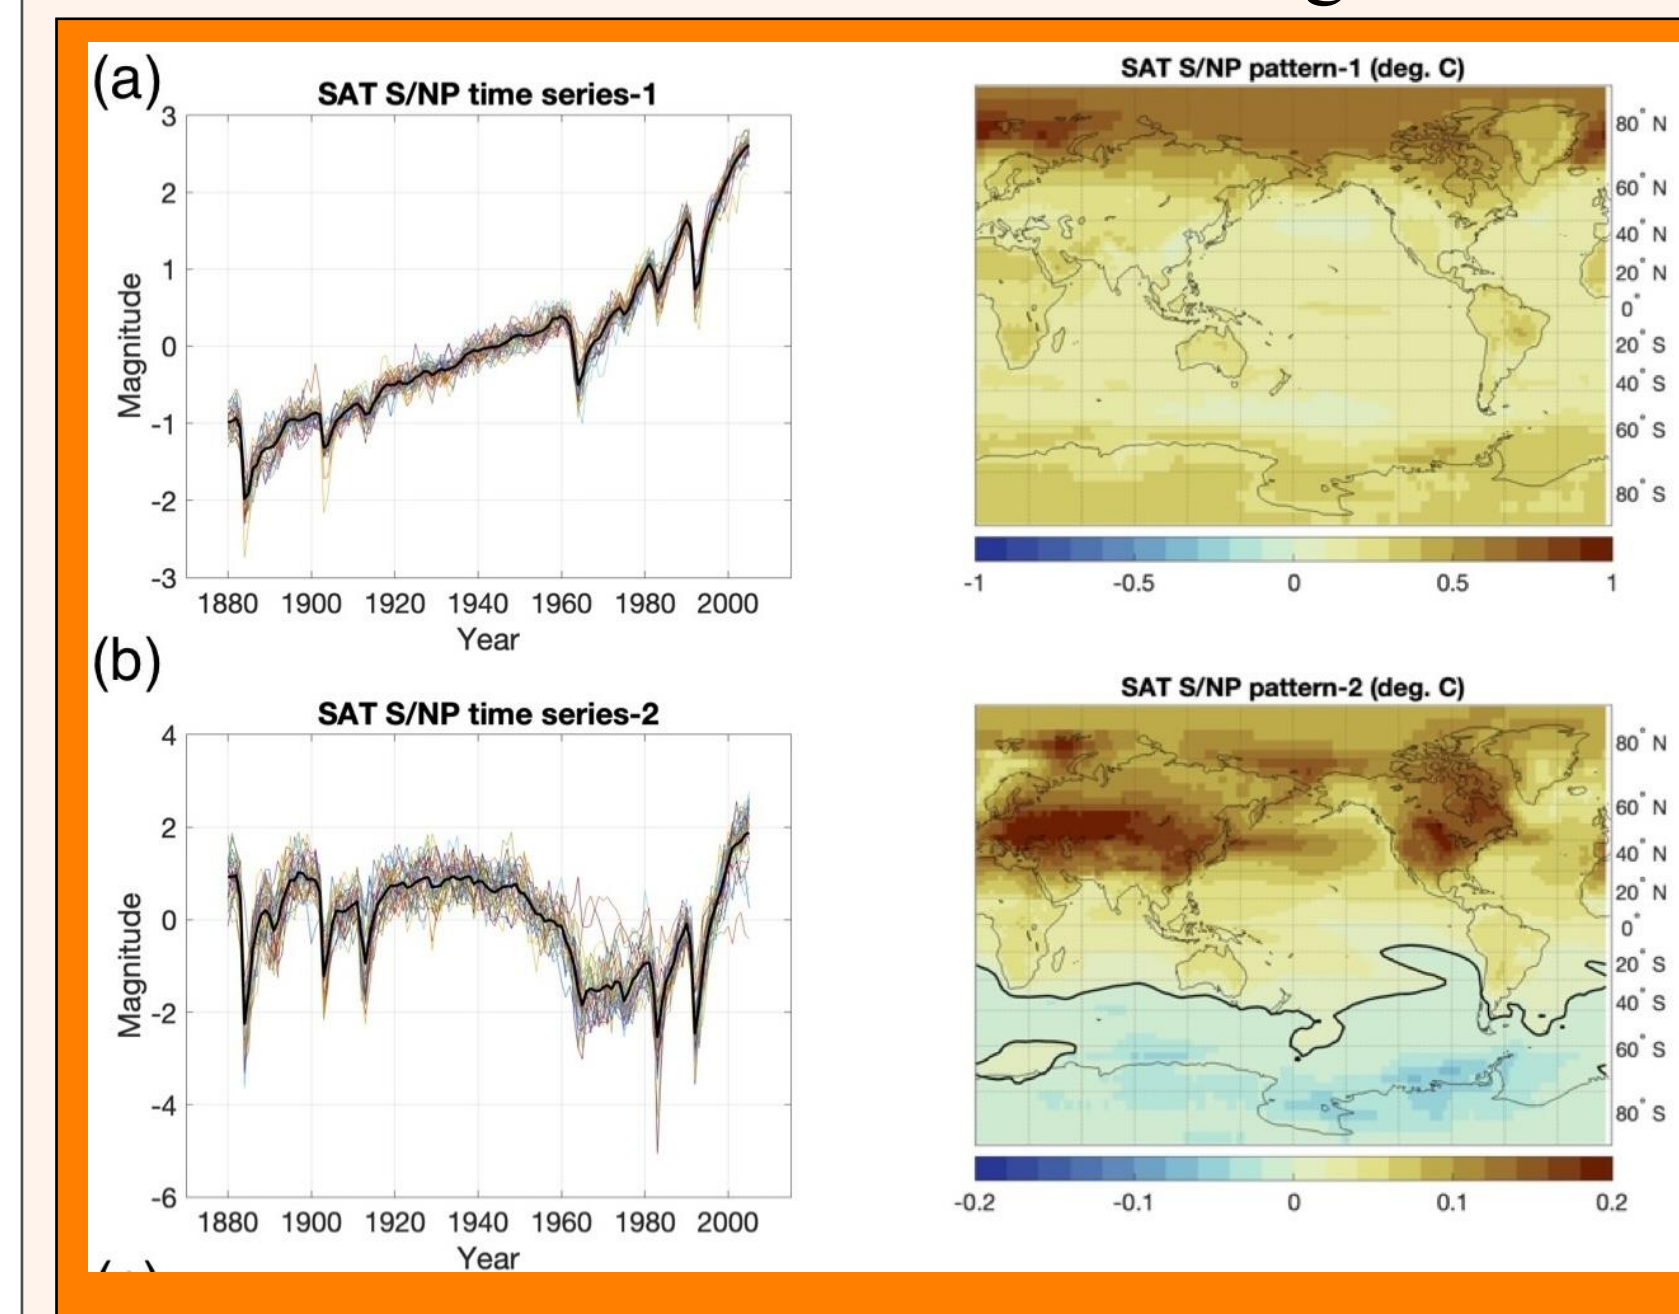 (a)
SAT S/NP time series-1
3
2
1
0
-1
-2
-3
Magnitude
1880 1900 1920 1940 1960 1980 2000
Year
SAT S/NP pattern-1 (deg. C)
80° N
60° N
40° N
20° N
0°
20° S
40° S
60° S
80° S
-1 -0.5 0 0.5 1
(b)
SAT S/NP time series-2
4
2
0
-2
-4
-6
Magnitude
1880 1900 1920 1940 1960 1980 2000
Year
SAT S/NP pattern-2 (deg. C)
80° N
60° N
40° N
20° N
0°
20° S
40° S
60° S
80° S
-0.2 -0.1 0 0.1 0.2